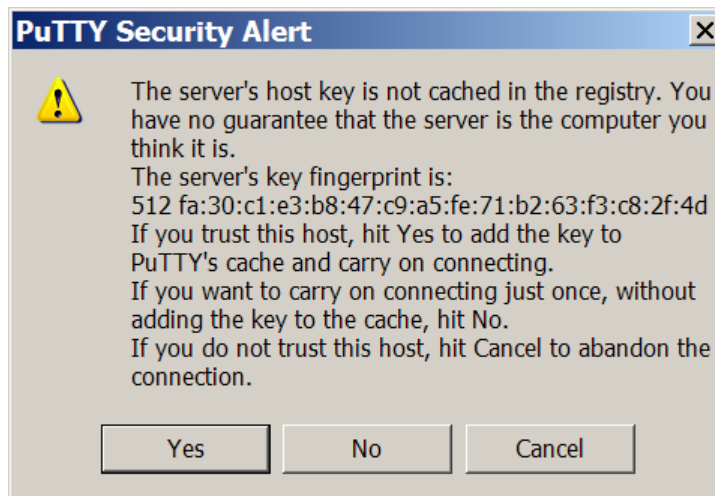 PuTTY Security Alert
The server's host key is not cached in the registry. You
have no guarantee that the server is the computer you
think it is.
The server's key fingerprint is:
512 fa:30:c1:e3:b8:47:c9:a5:fe:71:b2:63:f3:c8:2f:4d
If you trust this host, hit Yes to add the key to
PuTTY's cache and carry on connecting.
If you want to carry on connecting just once, without
adding the key to the cache, hit No.
If you do not trust this host, hit Cancel to abandon the
connection.
Yes No Cancel